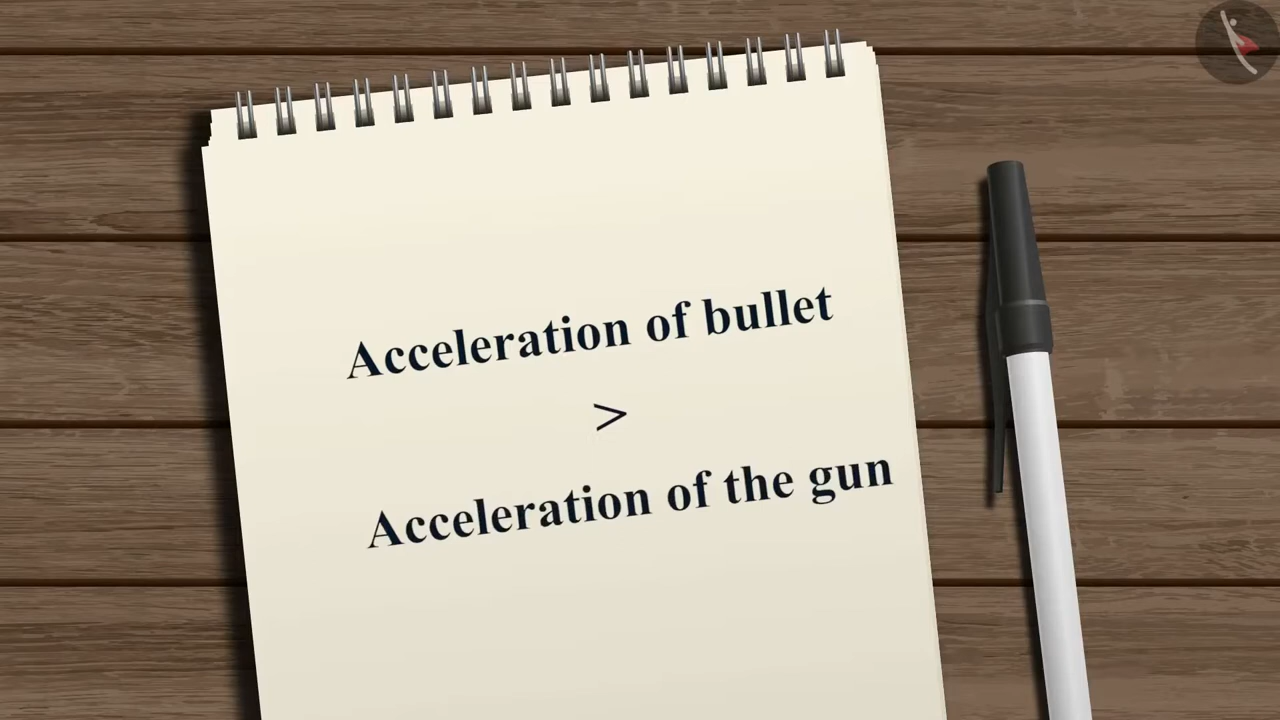 Acceleration of bullet
>
Acceleration of the gun